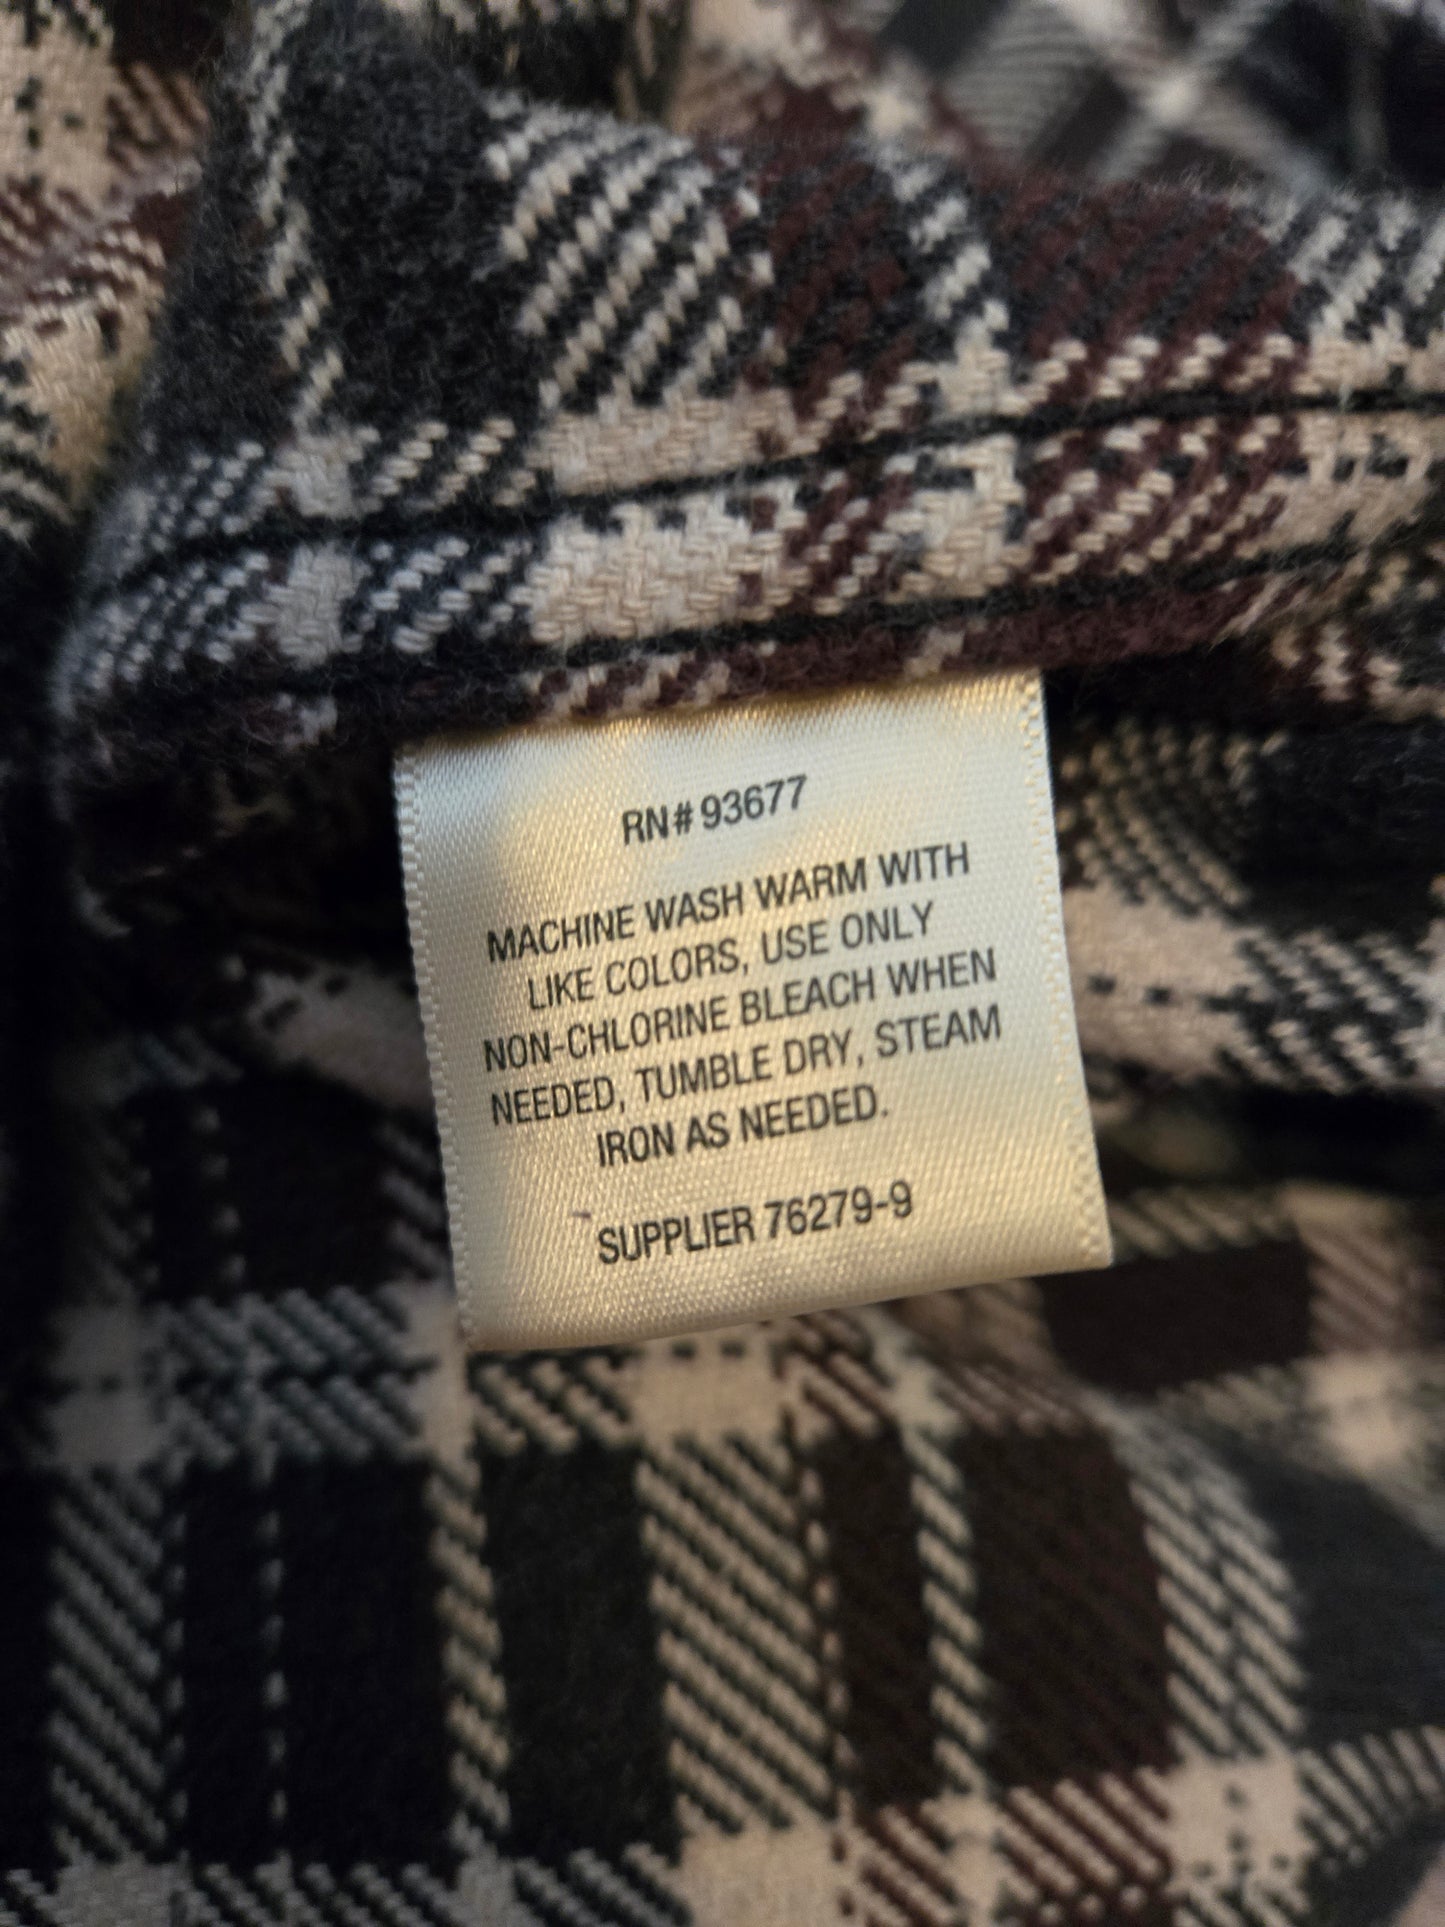 RN# 93677
MACHINE WASH WARM WITH
LIKE COLORS, USE ONLY
NON-CHLORINE BLEACH WHEN
NEEDED, TUMBLE DRY, STEAM
IRON AS NEEDED.
SUPPLIER 76279-9